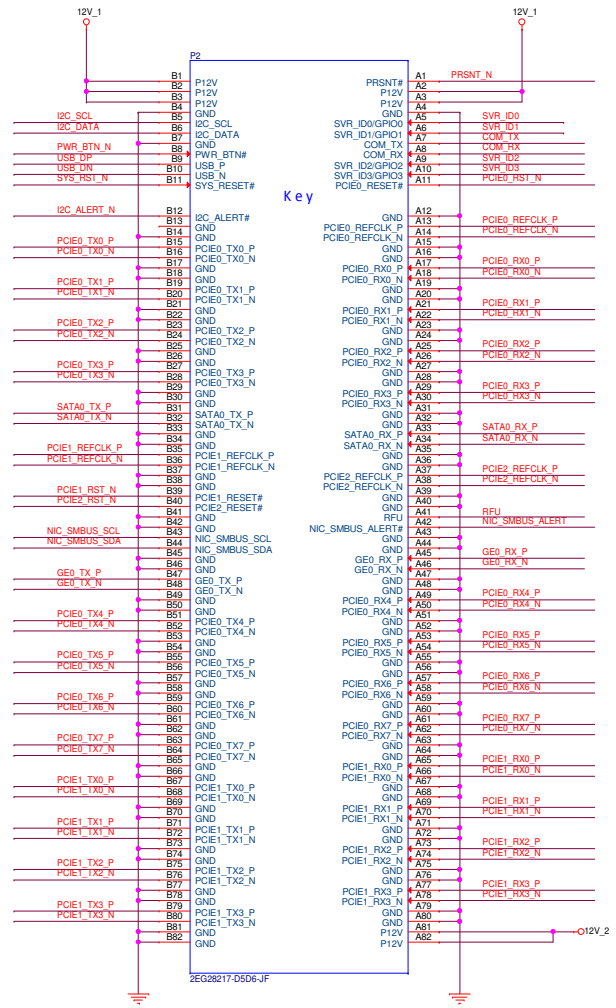 12V_1 12V_1
P2
B1 P12V PRSNT# A1 PRSNT_N
B2 P12V P12V A2
B3 P12V P12V A3
B4 GND GND A4
I2C_SCL B5 I2C_SCL SVR_ID0/GPIO0 A5 SVR_ID0
I2C_DATA B6 I2C_DATA SVR_ID1/GPIO1 A6 SVR_ID1
B7 GND COM_TX A7 COM_TX
PWR_BTN_N B8 PWR_BTN# COM_RX A8 COM_RX
USB_DP B9 USB_P SVR_ID2/GPIO2 A9 SVR_ID2
USB_DN B10 USB_N SVR_ID3/GPIO3 A10 SVR_ID3
SYS_RST_N B11 SYS_RESET# PCIE0_RESET# A11 PCIE0_RST_N
Key
I2C_ALERT_N B12 I2C_ALERT# GND A12
B13 GND PCIE0_REFCLK_P A13 PCIE0_REFCLK_P
B14 GND PCIE0_REFCLK_N A14 PCIE0_REFCLK_N
PCIE0_TX0_P B15 PCIE0_TX0_P GND A15
PCIE0_TX0_N B16 PCIE0_TX0_N GND A16
B17 GND PCIE0_RX0_P A17 PCIE0_RX0_P
B18 GND PCIE0_RX0_N A18 PCIE0_RX0_N
PCIE0_TX1_P B19 PCIE0_TX1_P GND A19
PCIE0_TX1_N B20 PCIE0_TX1_N GND A20
B21 GND PCIE0_RX1_P A21 PCIE0_RX1_P
B22 GND PCIE0_RX1_N A22 PCIE0_RX1_N
PCIE0_TX2_P B23 PCIE0_TX2_P GND A23
PCIE0_TX2_N B24 PCIE0_TX2_N GND A24
B25 GND PCIE0_RX2_P A25 PCIE0_RX2_P
B26 GND PCIE0_RX2_N A26 PCIE0_RX2_N
PCIE0_TX3_P B27 PCIE0_TX3_P GND A27
PCIE0_TX3_N B28 PCIE0_TX3_N GND A28
B29 GND PCIE0_RX3_P A29 PCIE0_RX3_P
B30 GND PCIE0_RX3_N A30 PCIE0_RX3_N
SATA0_TX_P B31 SATA0_TX_P GND A31
SATA0_TX_N B32 SATA0_TX_N GND A32
B33 GND SATA0_RX_P A33 SATA0_RX_P
B34 GND SATA0_RX_N A34 SATA0_RX_N
PCIE1_REFCLK_P B35 PCIE1_REFCLK_P GND A35
PCIE1_REFCLK_N B36 PCIE1_REFCLK_N GND A36
B37 GND PCIE2_REFCLK_P A37 PCIE2_REFCLK_P
B38 GND PCIE2_REFCLK_N A38 PCIE2_REFCLK_N
PCIE1_RST_N B39 PCIE1_RESET# GND A39
PCIE2_RST_N B40 PCIE2_RESET# GND A40
B41 GND RFU A41 RFU
B42 GND NIC_SMBUS_ALERT# A42 NIC_SMBUS_ALERT
NIC_SMBUS_SCL B43 NIC_SMBUS_SCL GND A43
NIC_SMBUS_SDA B44 NIC_SMBUS_SDA GND A44
B45 GND GE0_RX_P A45 GE0_RX_P
B46 GND GE0_RX_N A46 GE0_RX_N
GE0_TX_P B47 GE0_TX_P GND A47
GE0_TX_N B48 GE0_TX_N GND A48
B49 GND PCIE0_RX4_P A49 PCIE0_RX4_P
B50 GND PCIE0_RX4_N A50 PCIE0_RX4_N
PCIE0_TX4_P B51 PCIE0_TX4_P GND A51
PCIE0_TX4_N B52 PCIE0_TX4_N GND A52
B53 GND PCIE0_RX5_P A53 PCIE0_RX5_P
B54 GND PCIE0_RX5_N A54 PCIE0_RX5_N
PCIE0_TX5_P B55 PCIE0_TX5_P GND A55
PCIE0_TX5_N B56 PCIE0_TX5_N GND A56
B57 GND PCIE0_RX6_P A57 PCIE0_RX6_P
B58 GND PCIE0_RX6_N A58 PCIE0_RX6_N
PCIE0_TX6_P B59 PCIE0_TX6_P GND A59
PCIE0_TX6_N B60 PCIE0_TX6_N GND A60
B61 GND PCIE0_RX7_P A61 PCIE0_RX7_P
B62 GND PCIE0_RX7_N A62 PCIE0_RX7_N
PCIE0_TX7_P B63 PCIE0_TX7_P GND A63
PCIE0_TX7_N B64 PCIE0_TX7_N GND A64
B65 GND PCIE1_RX0_P A65 PCIE1_RX0_P
B66 GND PCIE1_RX0_N A66 PCIE1_RX0_N
PCIE1_TX0_P B67 PCIE1_TX0_P GND A67
PCIE1_TX0_N B68 PCIE1_TX0_N GND A68
B69 GND PCIE1_RX1_P A69 PCIE1_RX1_P
B70 GND PCIE1_RX1_N A70 PCIE1_RX1_N
PCIE1_TX1_P B71 PCIE1_TX1_P GND A71
PCIE1_TX1_N B72 PCIE1_TX1_N GND A72
B73 GND PCIE1_RX2_P A73 PCIE1_RX2_P
B74 GND PCIE1_RX2_N A74 PCIE1_RX2_N
PCIE1_TX2_P B75 PCIE1_TX2_P GND A75
PCIE1_TX2_N B76 PCIE1_TX2_N GND A76
B77 GND PCIE1_RX3_P A77 PCIE1_RX3_P
B78 GND PCIE1_RX3_N A78 PCIE1_RX3_N
PCIE1_TX3_P B79 PCIE1_TX3_P GND A79
PCIE1_TX3_N B80 PCIE1_TX3_N GND A80
B81 GND P12V A81 12V_2
B82 GND P12V A82
2EG28217-D5D6-JF